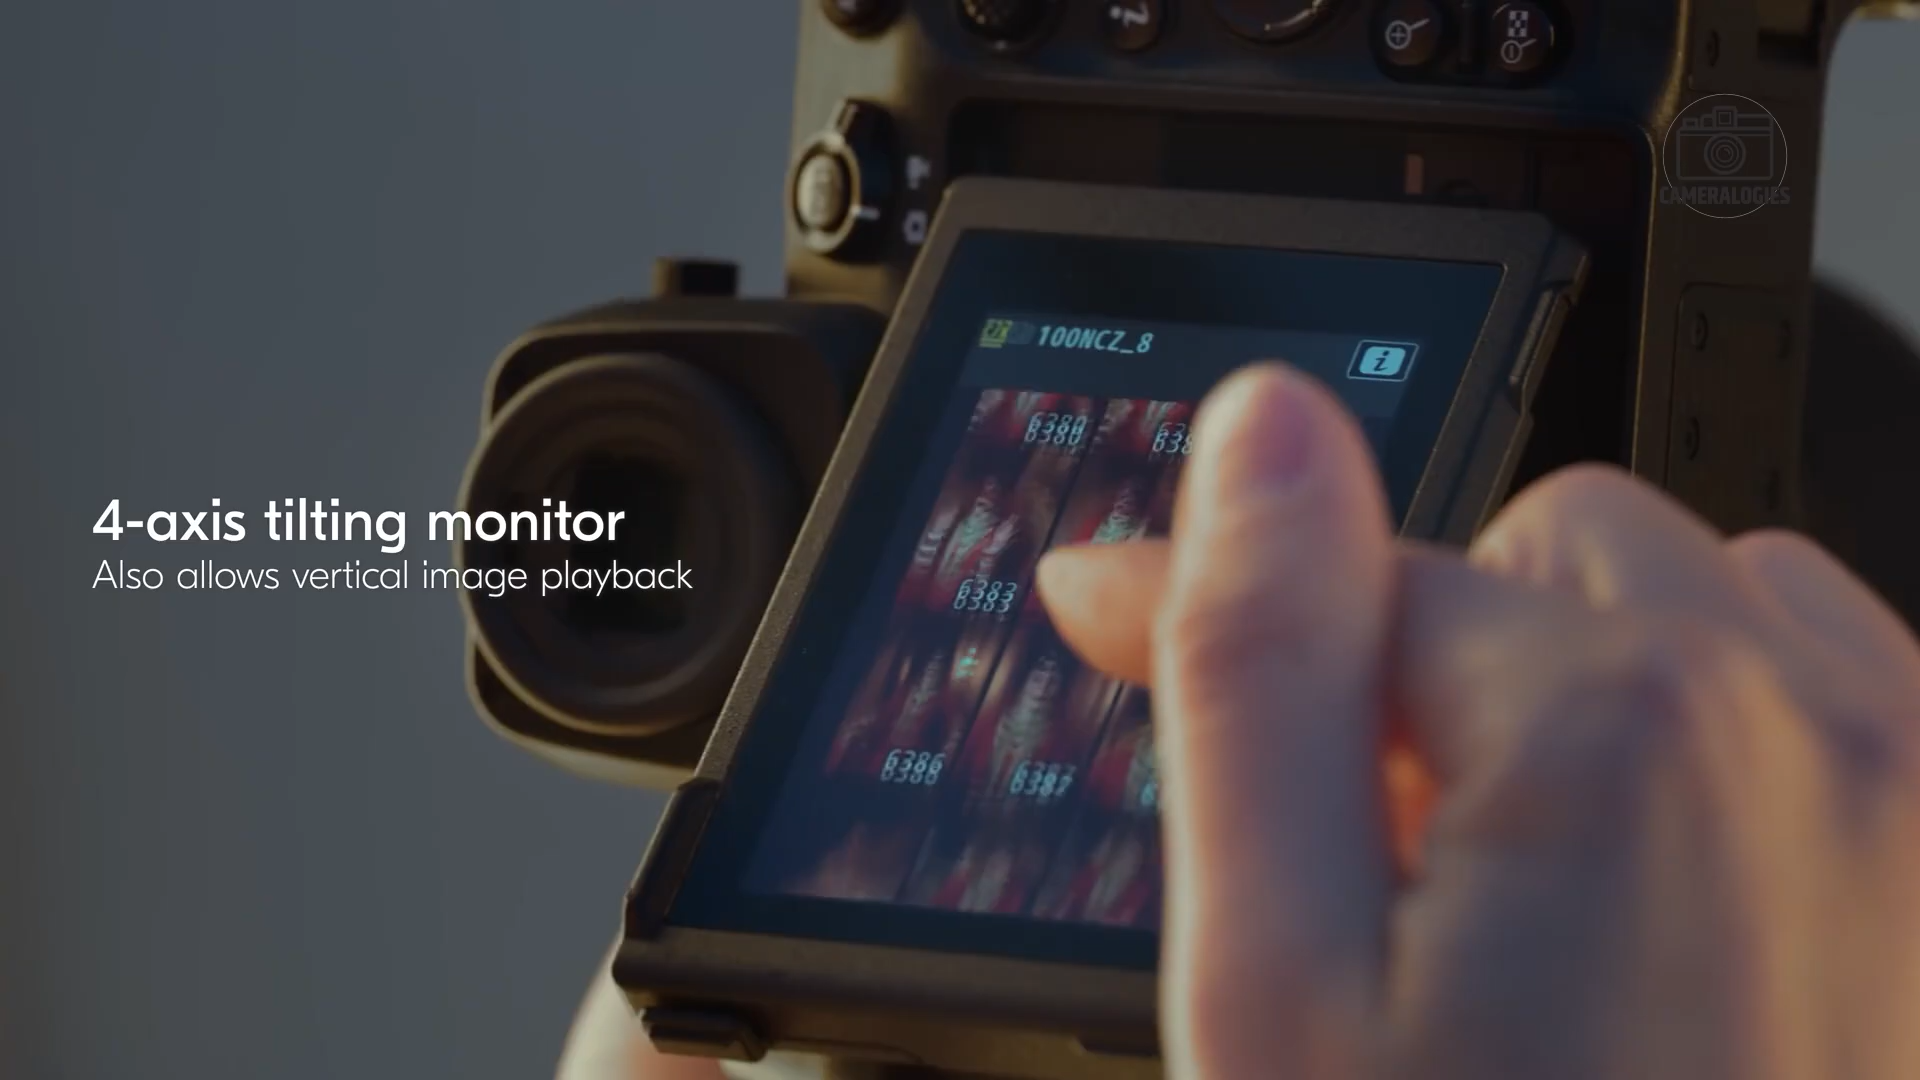 CAMERALOGIES
100NCZ_8
i
6380
4-axis tilting monitor
Also allows vertical image playback
6383
6386
6387